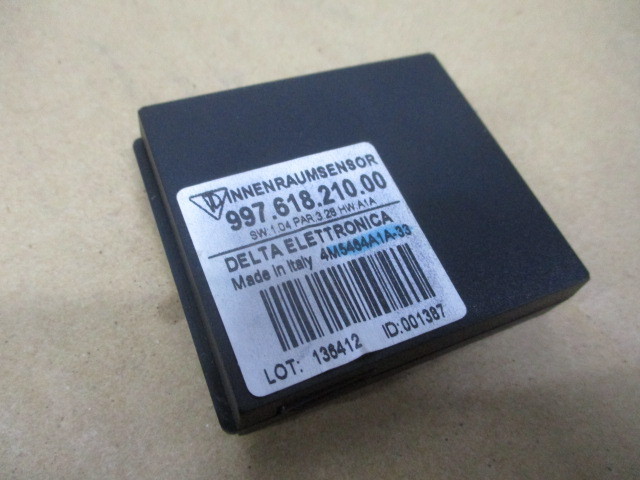 INNENRAUMSENSOR
997.618.210.00
SW:1.04 PAR.3.28 HW:A1A
DELTA ELETTRONICA
Made in Italy 4M5464A1A-33
LOT: 136412 ID:001387